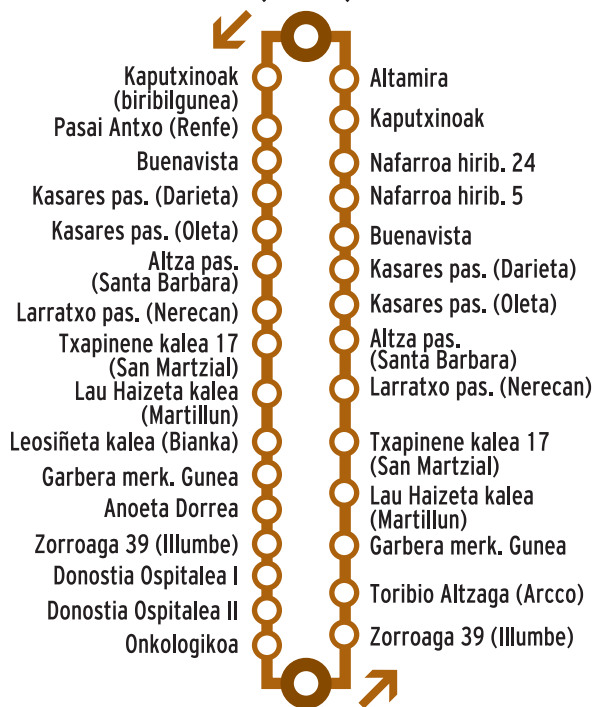 Kaputxinoak
(biribilgunea)
Pasai Antxo (Renfe)
Buenavista
Kasares pas. (Darieta)
Kasares pas. (Oleta)
Altza pas.
(Santa Barbara)
Larratxo pas. (Nerecan)
Txapinene kalea 17
(San Martzial)
Lau Haizeta kalea
(Martillun)
Leosiñeta kalea (Bianka)
Garbera merk. Gunea
Anoeta Dorrea
Zorroaga 39 (Illumbe)
Donostia Ospitalea I
Donostia Ospitalea II
Onkologikoa
Altamira
Kaputxinoak
Nafarroa hirib. 24
Nafarroa hirib. 5
Buenavista
Kasares pas. (Darieta)
Kasares pas. (Oleta)
Altza pas.
(Santa Barbara)
Larratxo pas. (Nerecan)
Txapinene kalea 17
(San Martzial)
Lau Haizeta kalea
(Martillun)
Garbera merk. Gunea
Toribio Altzaga (Arcco)
Zorroaga 39 (Illumbe)